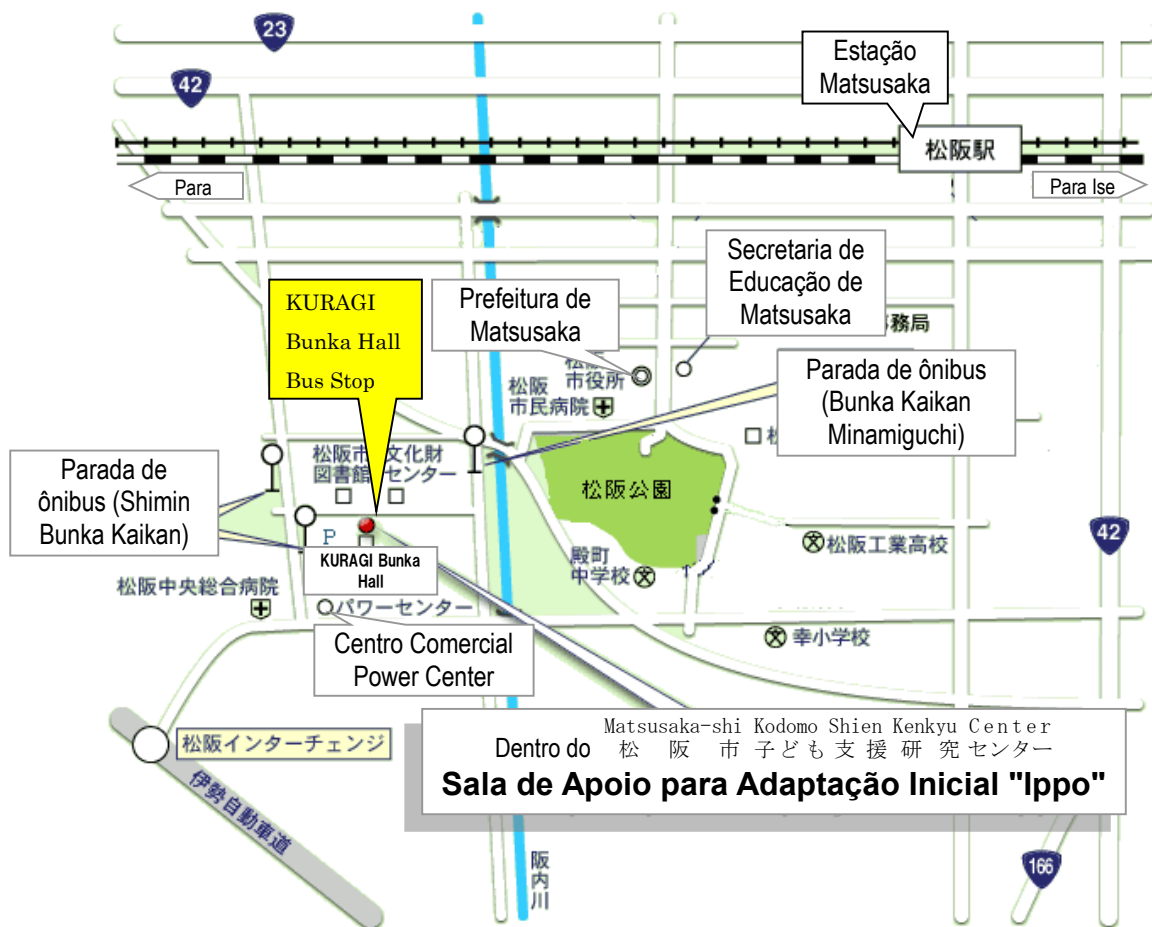 23
42
Estação
Matsusaka
松阪駅
Para
Para Ise
Secretaria de
Educação de
Matsusaka
KURAGI
Bunka Hall
Bus Stop
Prefeitura de
Matsusaka
務局
市役所
松阪
市民病院
Parada de ônibus
(Bunka Kaikan
Minamiguchi)
松阪市
図書館
文化財
センター
Parada de
ônibus (Shimin
Bunka Kaikan)
松阪公園
P
KURAGI Bunka
Hall
殿町
中学校
松阪工業高校
42
松阪中央総合病院
パワーセンター
Centro Comercial
Power Center
幸小学校
松阪インターチェンジ
伊勢自動車道
Matsusaka-shi Kodomo Shien Kenkyu Center
Dentro do 松阪市子ども支援研究センター
Sala de Apoio para Adaptação Inicial "Ippo"
阪内川
166